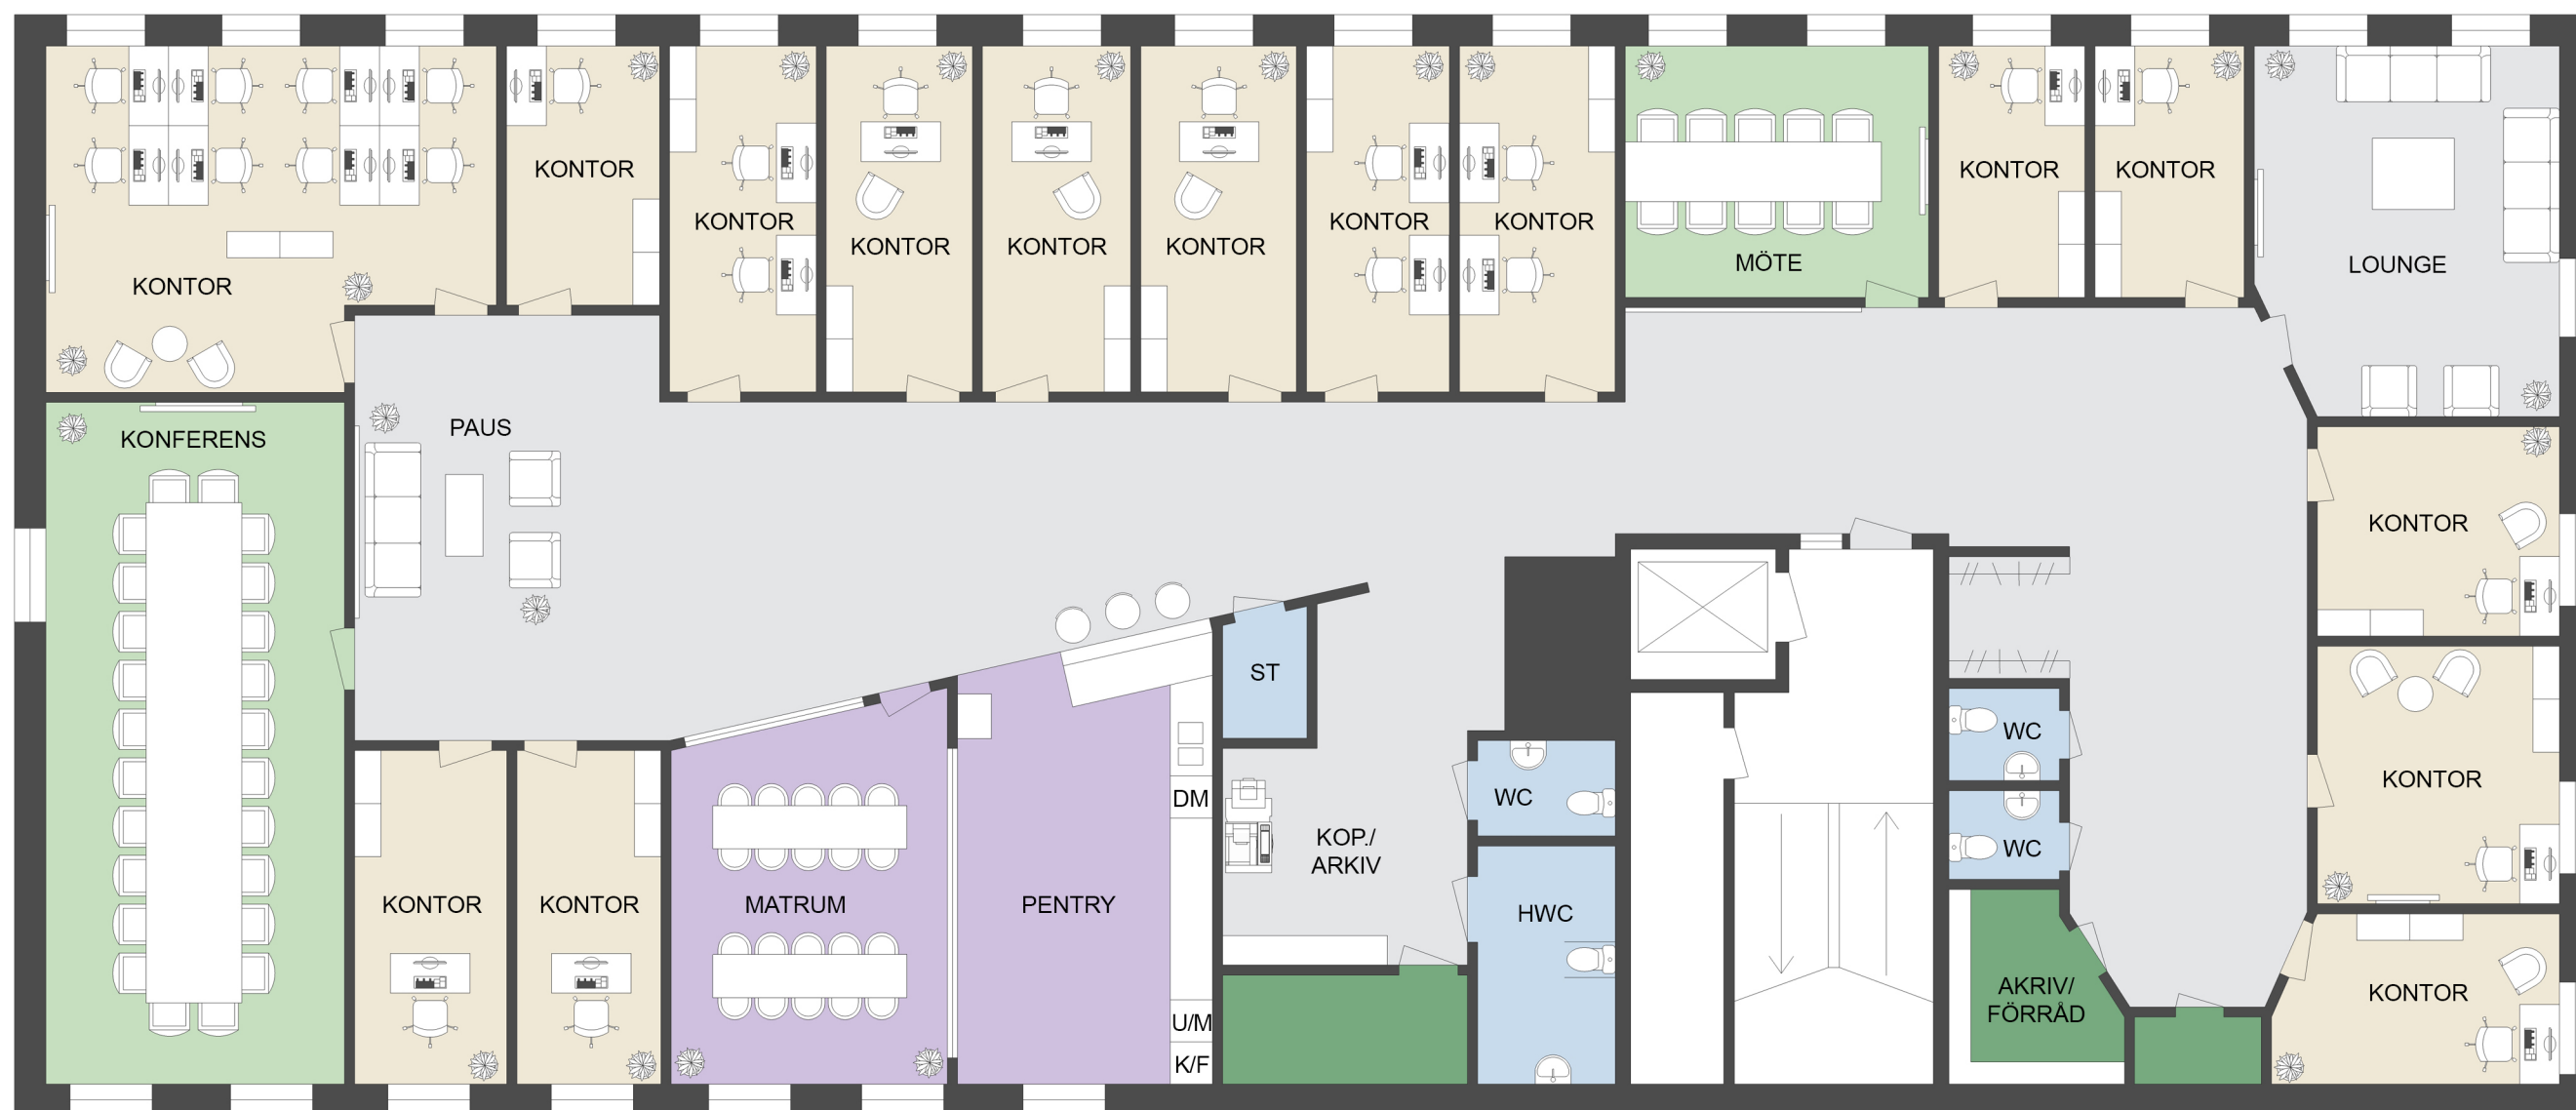 KONTOR
KONTOR
KONTOR
KONTOR
KONTOR
KONTOR
KONTOR
KONTOR
MÖTE
KONTOR
KONTOR
LOUNGE
KONFERENS
PAUS
KONTOR
ST
WC
KONTOR
DM
WC
KOP./
ARKIV
WC
KONTOR
KONTOR
MATRUM
PENTRY
HWC
U/M
K/F
AKRIV/
FÖRRÅD
KONTOR